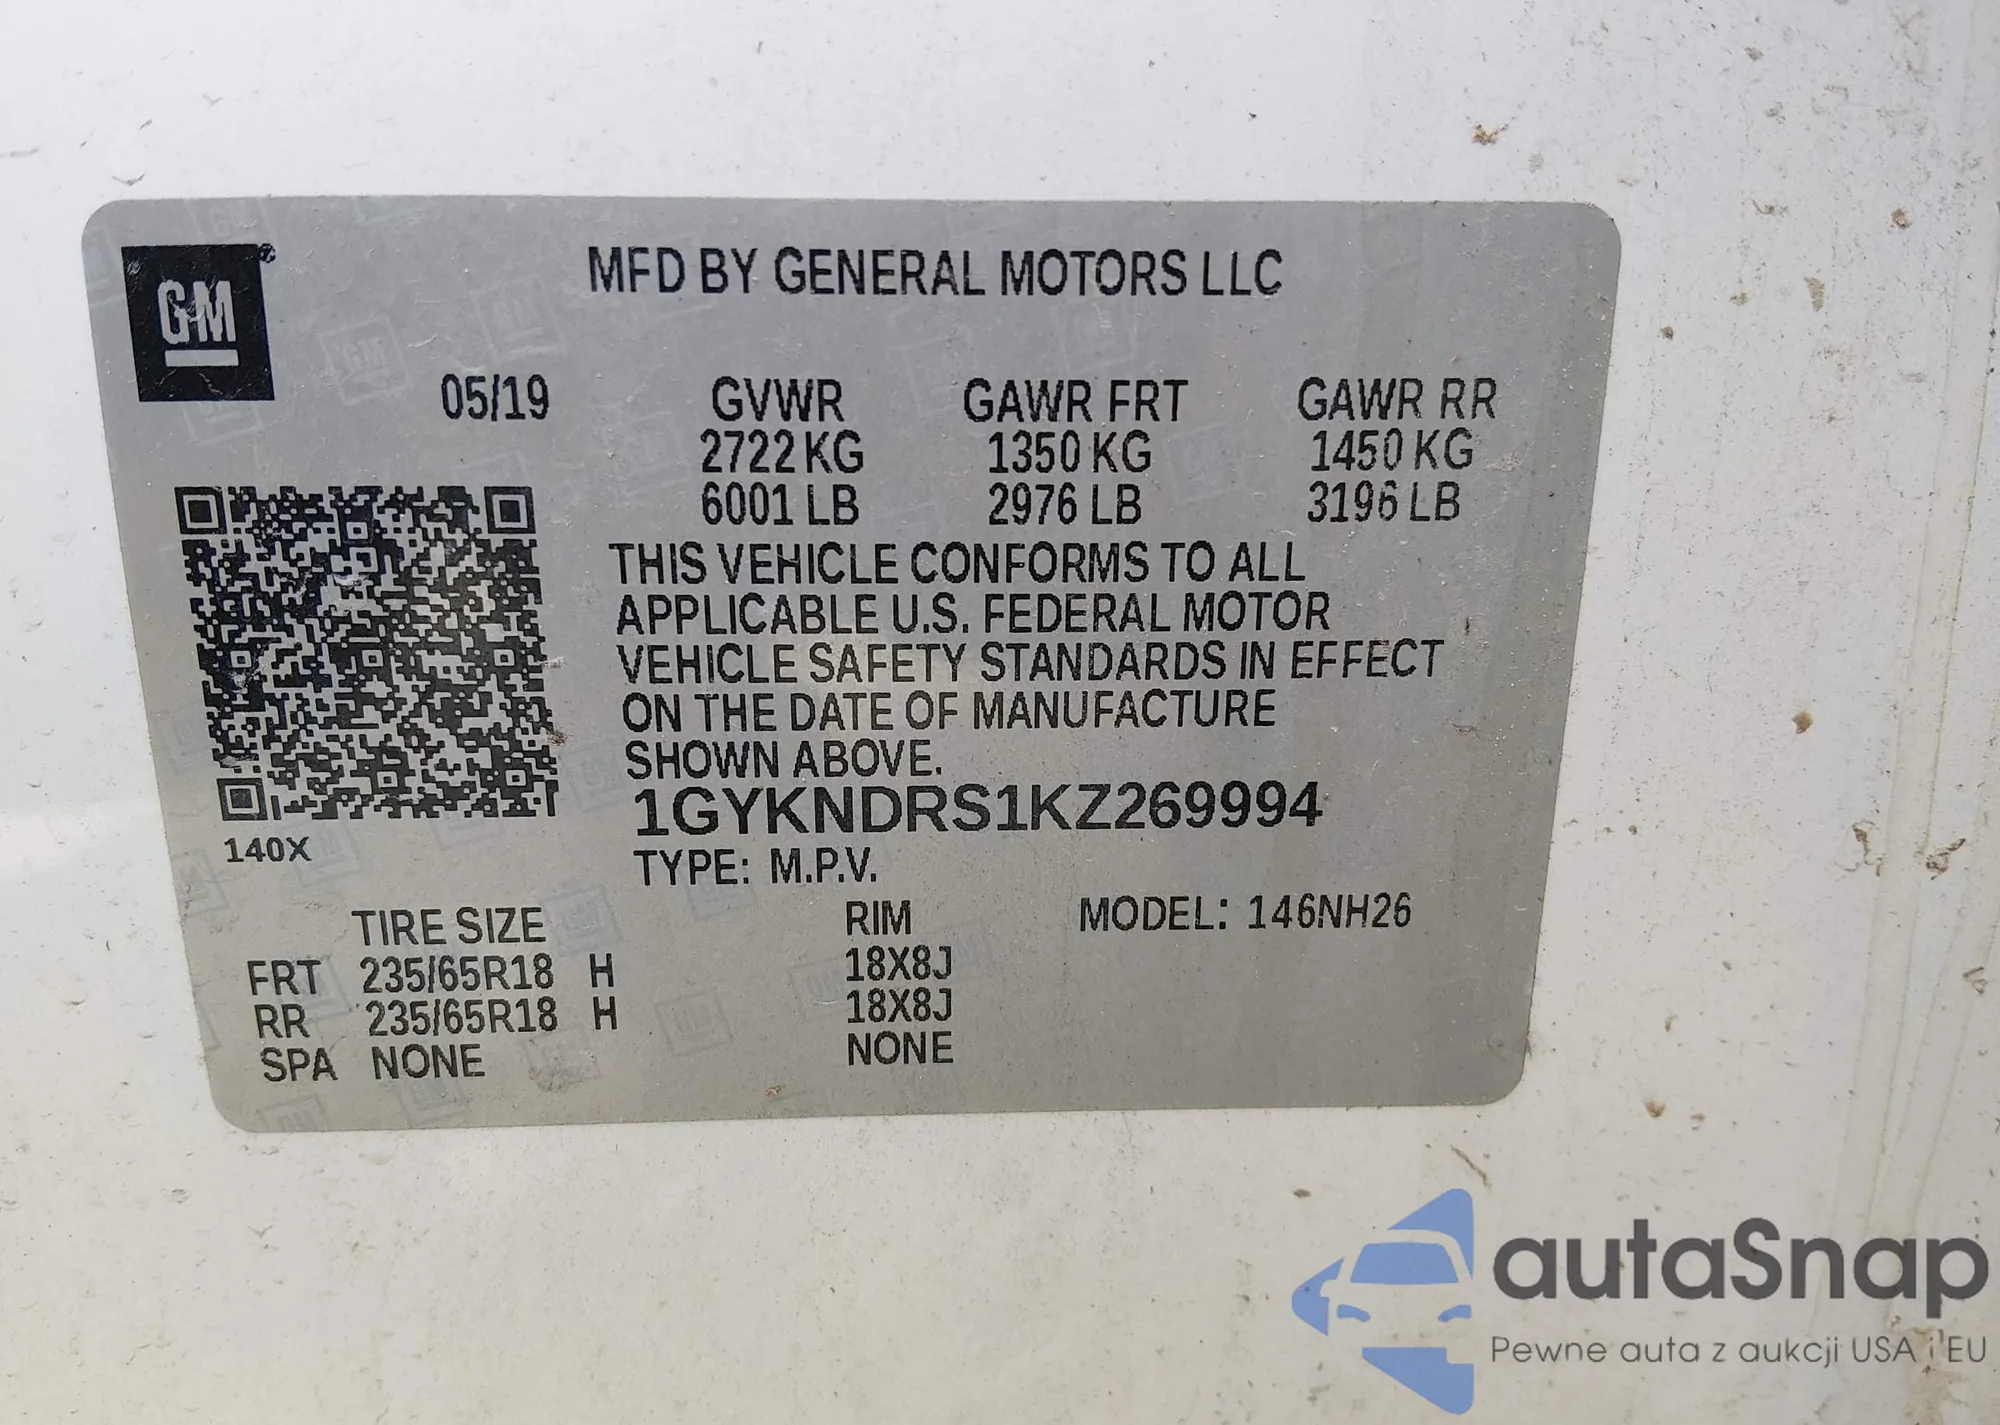 GM
MFD BY GENERAL MOTORS LLC
05/19 GVWR GAWR FRT GAWR RR
2722 KG 1350 KG 1450 KG
6001 LB 2976 LB 3196 LB
THIS VEHICLE CONFORMS TO ALL
APPLICABLE U.S. FEDERAL MOTOR
VEHICLE SAFETY STANDARDS IN EFFECT
ON THE DATE OF MANUFACTURE
SHOWN ABOVE.
1GYKNDRS1KZ269994
140X
TYPE: M.P.V.
TIRE SIZE RIM MODEL: 146NH26
FRT 235/65R18 H 18X8J
RR 235/65R18 H 18X8J
SPA NONE NONE
autaSnap
Pewne auta z aukcji USA i EU